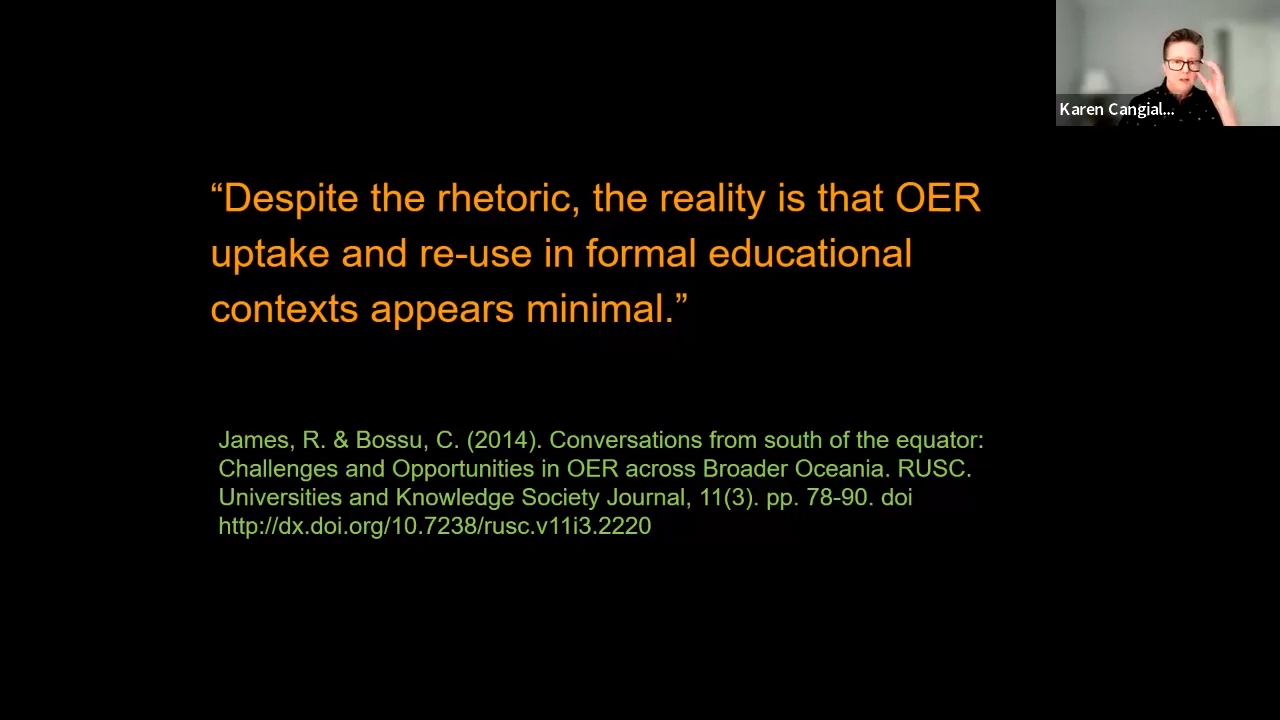 Karen Cangial...
“Despite the rhetoric, the reality is that OER
uptake and re-use in formal educational
contexts appears minimal.”
James, R. & Bossu, C. (2014). Conversations from south of the equator:
Challenges and Opportunities in OER across Broader Oceania. RUSC.
Universities and Knowledge Society Journal, 11(3). pp. 78-90. doi
http://dx.doi.org/10.7238/rusc.v11i3.2220